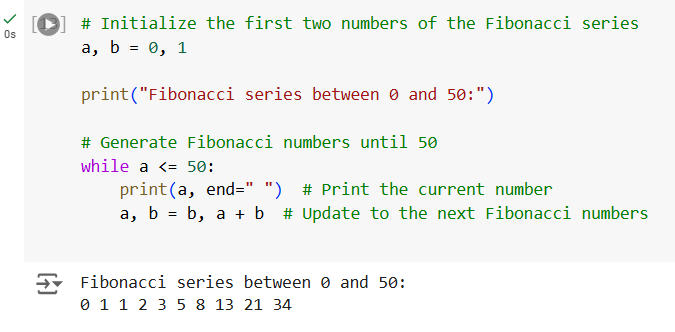 # Initialize the first two numbers of the Fibonacci series
a, b = 0, 1
print("Fibonacci series between 0 and 50:")
# Generate Fibonacci numbers until 50
while a <= 50:
    print(a, end=" ")  # Print the current number
    a, b = b, a + b  # Update to the next Fibonacci numbers
0s
Fibonacci series between 0 and 50:
0 1 1 2 3 5 8 13 21 34